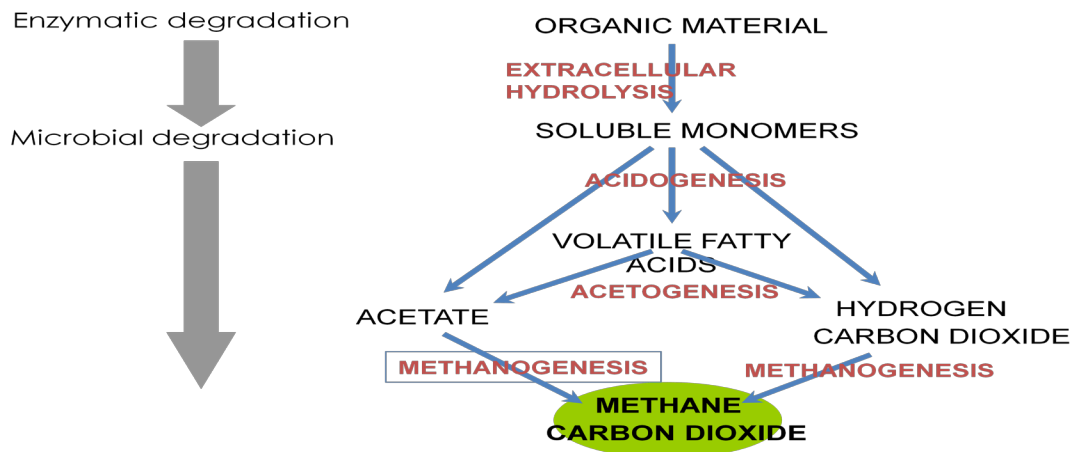 Enzymatic degradation
ORGANIC MATERIAL
EXTRACELLULAR
HYDROLYSIS
Microbial degradation
SOLUBLE MONOMERS
ACIDOGENESIS
VOLATILE FATTY
ACIDS
ACETOGENESIS
ACETATE
HYDROGEN
CARBON DIOXIDE
METHANOGENESIS
METHANOGENESIS
METHANE
CARBON DIOXIDE